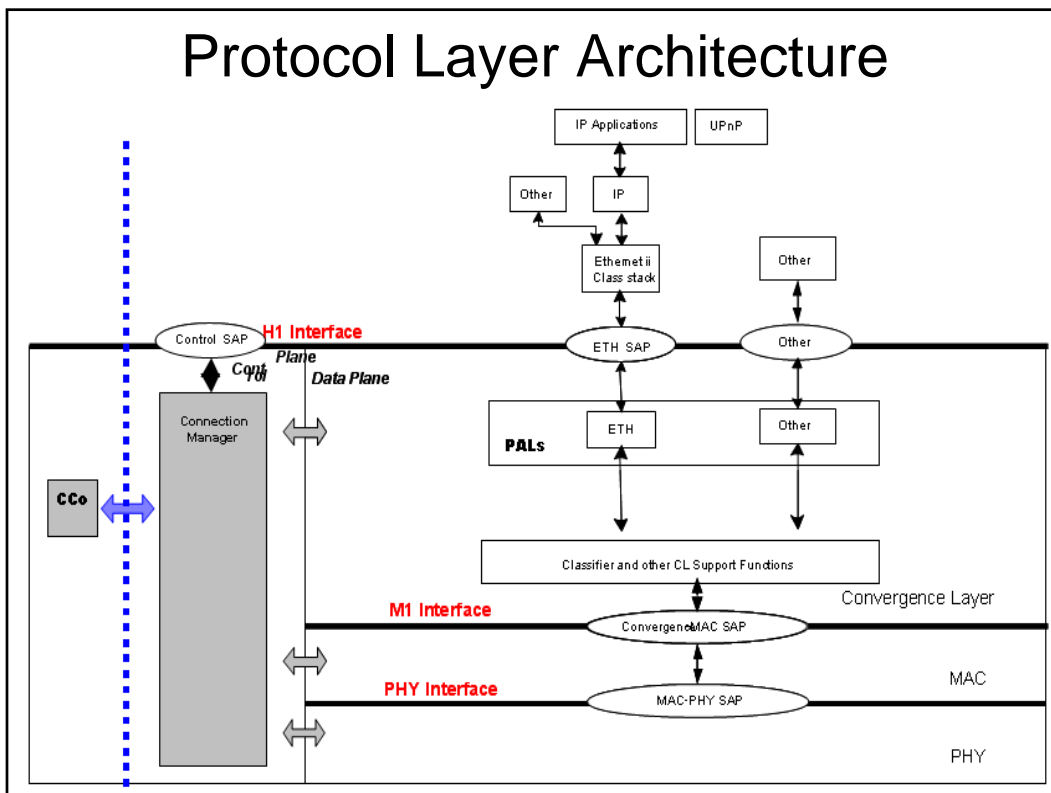 Protocol Layer Architecture
IP Applications
UPnP
Other
IP
Ethernet ii
Class stack
Other
Control SAP
H1 Interface
ETH SAP
Other
Control
Plane
Data Plane
Connection
Manager
ETH
Other
PALs
CCo
Classifier and other CL Support Functions
Convergence Layer
M1 Interface
Convergence-MAC SAP
MAC
PHY Interface
MAC-PHY SAP
PHY